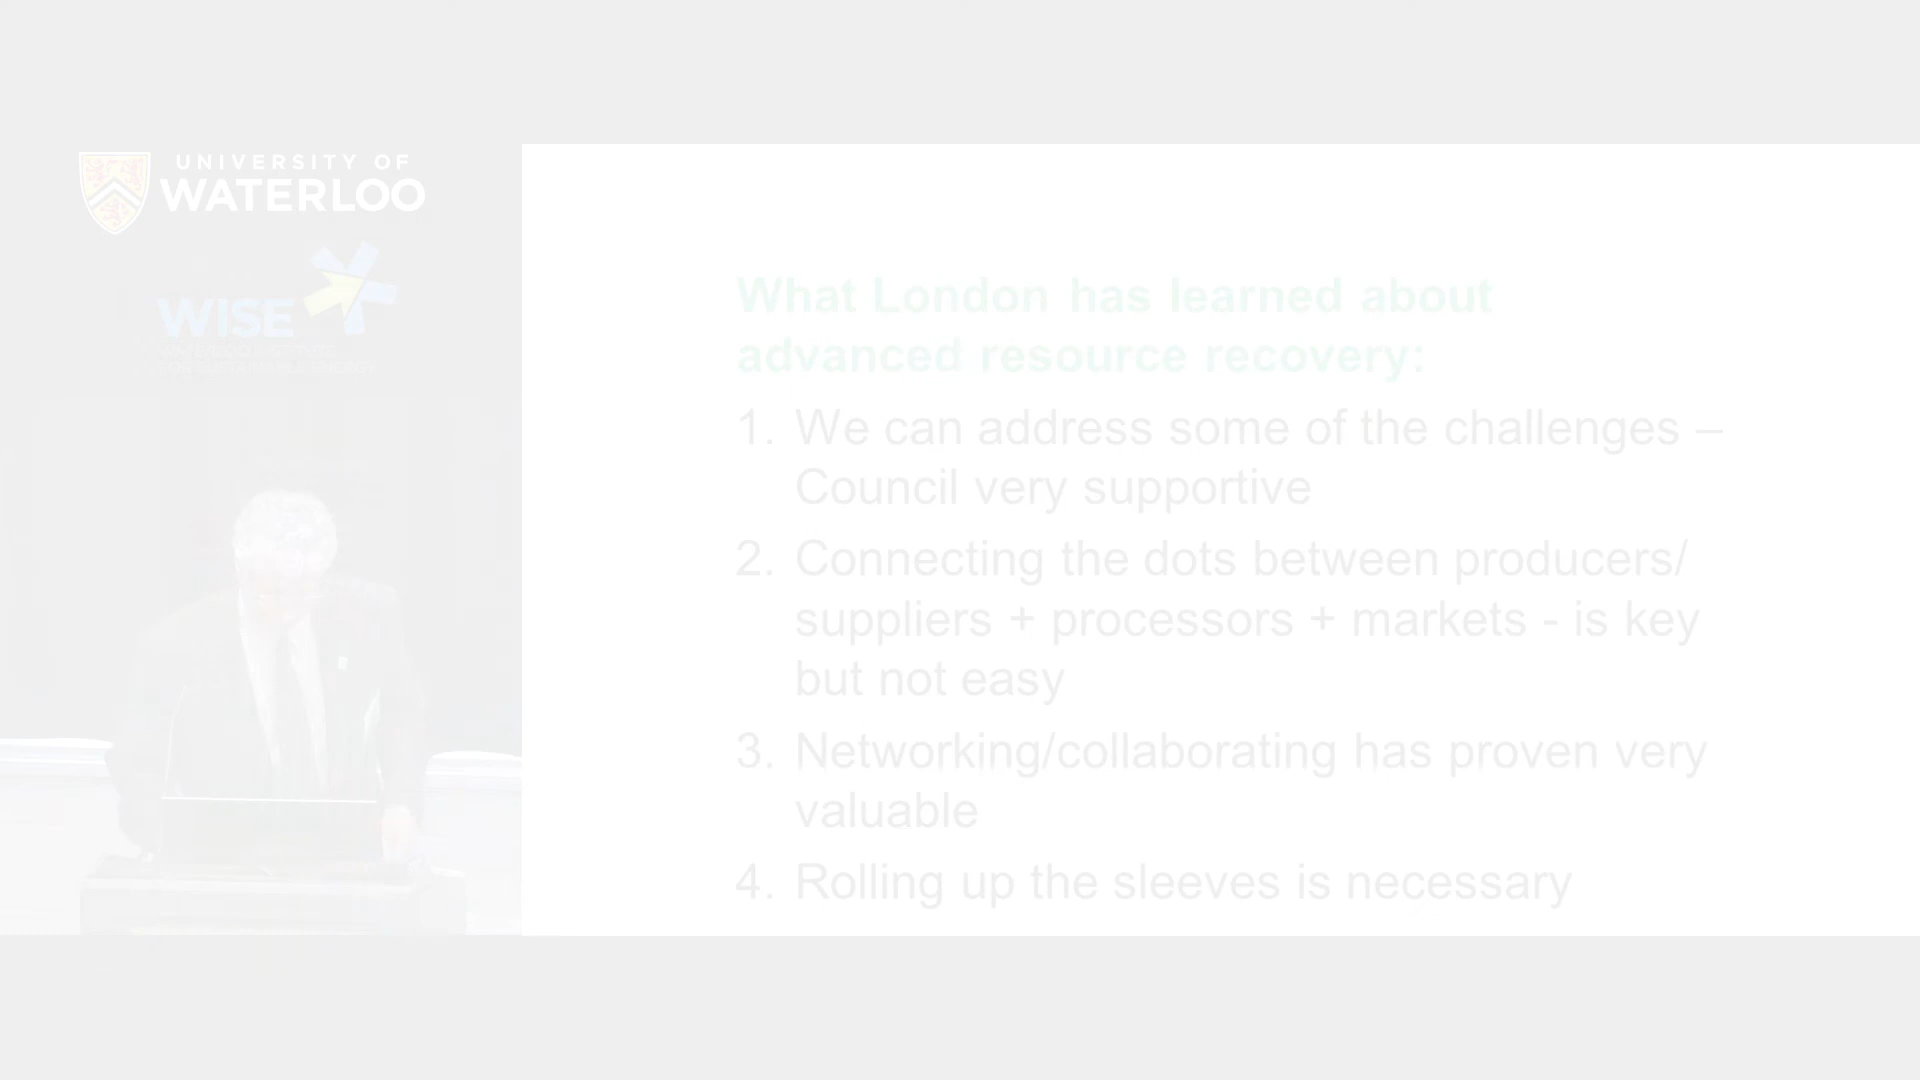 UNIVERSITY OF
WATERLOO
WISE
What London has learned about
advanced resource recovery:
1. We can address some of the challenges –
Council very supportive
2. Connecting the dots between producers/
suppliers + processors + markets - is key
but not easy
3. Networking/collaborating has proven very
valuable
4. Rolling up the sleeves is necessary